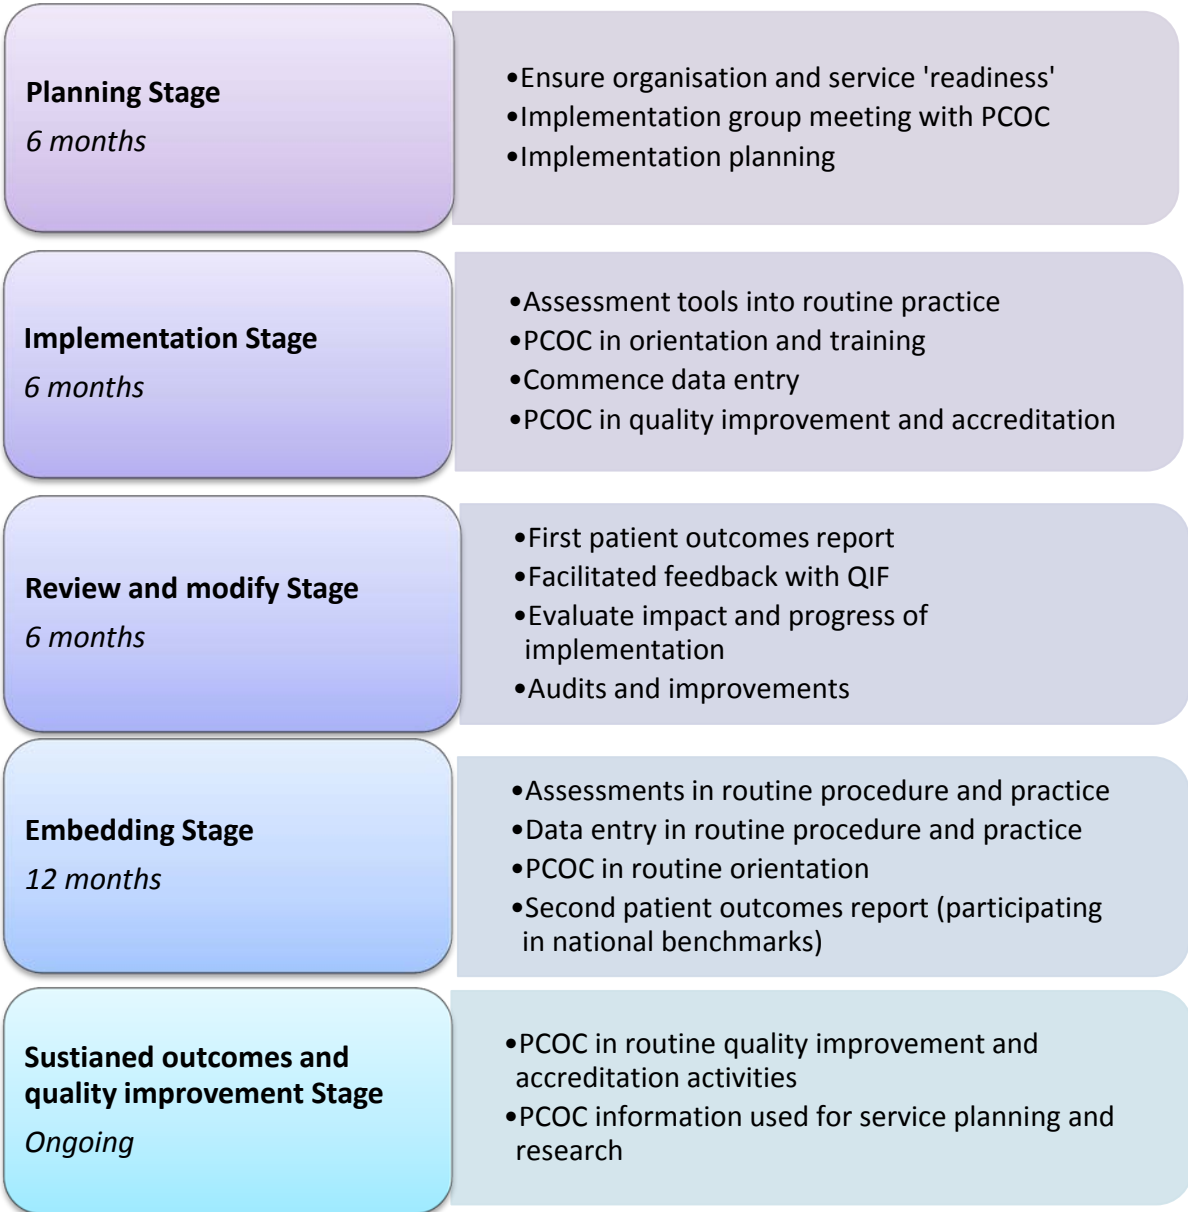 Planning Stage
6 months
•Ensure organisation and service 'readiness'
•Implementation group meeting with PCOC
•Implementation planning
Implementation Stage
6 months
•Assessment tools into routine practice
•PCOC in orientation and training
•Commence data entry
•PCOC in quality improvement and accreditation
Review and modify Stage
6 months
•First patient outcomes report
•Facilitated feedback with QIF
•Evaluate impact and progress of
implementation
•Audits and improvements
Embedding Stage
12 months
•Assessments in routine procedure and practice
•Data entry in routine procedure and practice
•PCOC in routine orientation
•Second patient outcomes report (participating
in national benchmarks)
Sustianed outcomes and
quality improvement Stage
Ongoing
•PCOC in routine quality improvement and
accreditation activities
•PCOC information used for service planning and
research